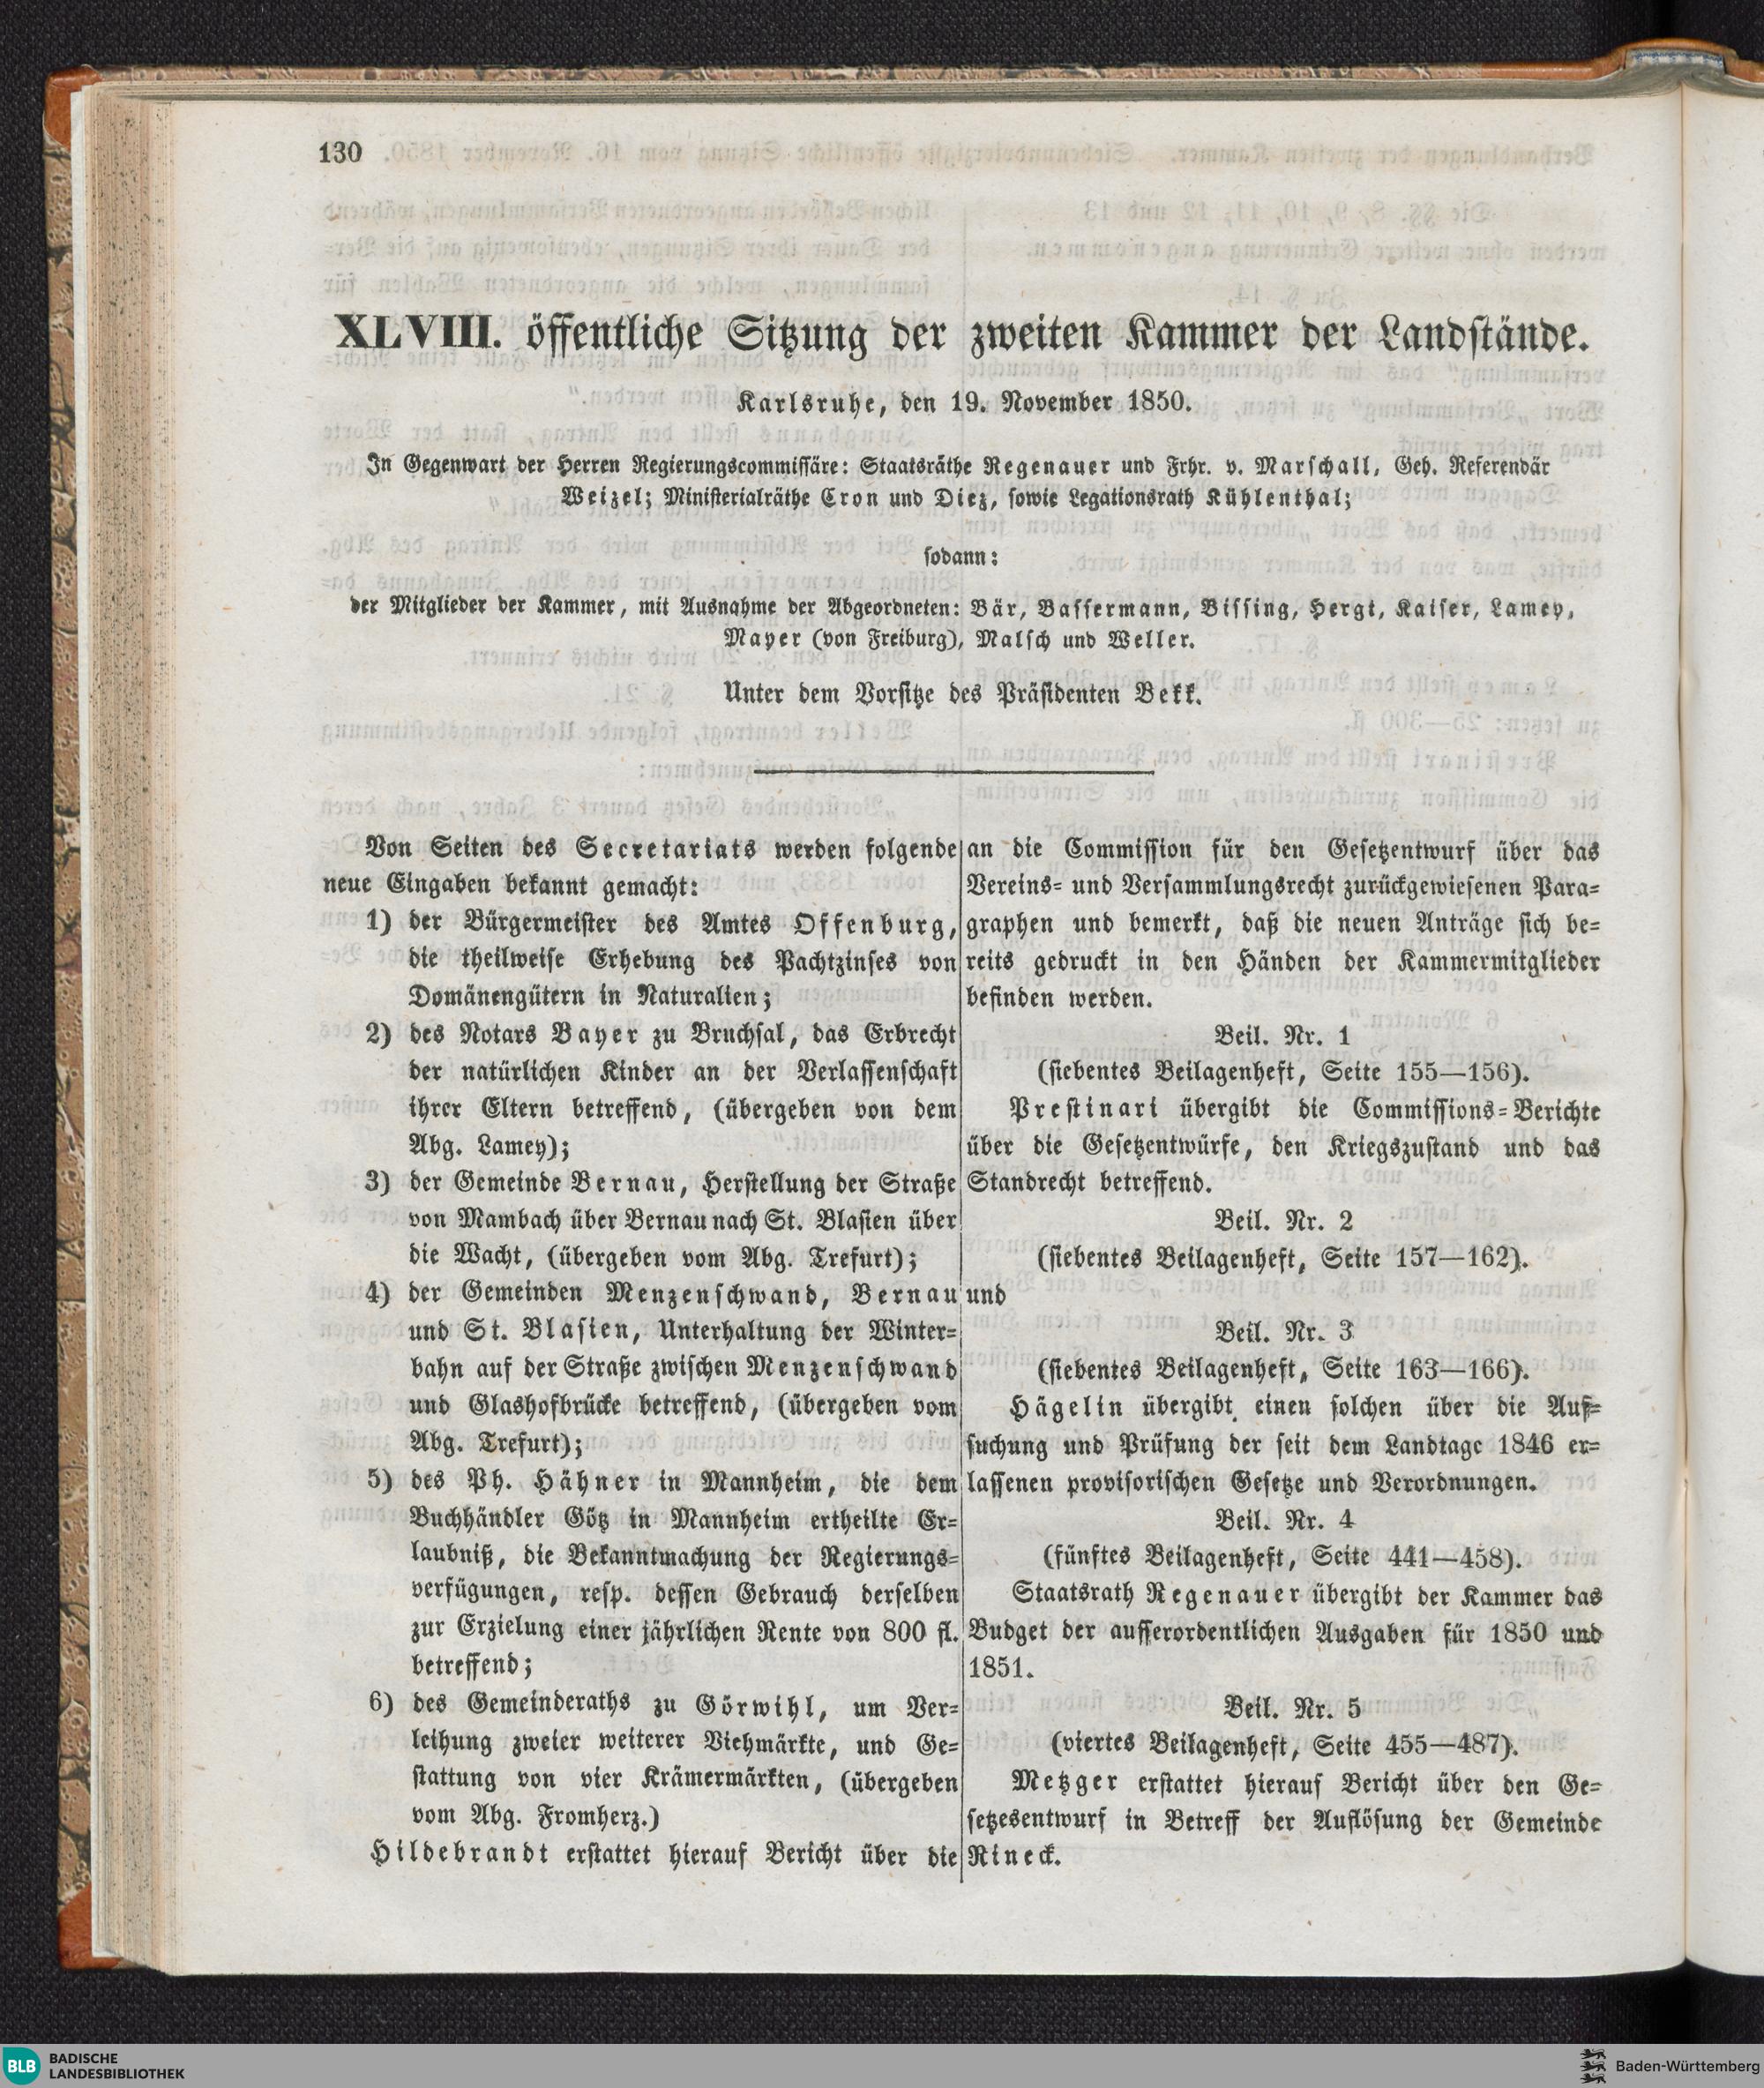 130
XLVIII. öffentliche Sitzung der zweiten Kammer der Landstände.
Karlsruhe, den 19. November 1850.
In Gegenwart der Herren Regierungscommissäre: Staatsräthe Regenauer und Frhr. v. Marschall, Geh. Referendär
Weizel; Ministerialräthe Cron und Diez, sowie Legationsrath Kühlenthal;
sodann:
der Mitglieder der Kammer, mit Ausnahme der Abgeordneten: Bär, Bassermann, Bissing, Hergt, Kaiser, Lamey,
Mayer (von Freiburg), Malsch und Weller.
Unter dem Vorsitze des Präsidenten Bekk.
Von Seiten des Secretariats werden folgende
neue Eingaben bekannt gemacht:
1) der Bürgermeister des Amtes Offenburg,
die theilweise Erhebung des Pachtzinses von
Domänengütern in Naturalien;
2) des Notars Bayer zu Bruchsal, das Erbrecht
der natürlichen Kinder an der Verlassenschaft
ihrer Eltern betreffend, (übergeben von dem
Abg. Lamey);
3) der Gemeinde Bernau, Herstellung der Straße
von Mambach über Bernau nach St. Blasien über
die Wacht, (übergeben vom Abg. Trefurt);
4) der Gemeinden Menzenschwand, Bernau
und St. Blasien, Unterhaltung der Winter=
bahn auf der Straße zwischen Menzenschwand
und Glashofbrücke betreffend, (übergeben vom
Abg. Trefurt);
5) des Ph. Hähner in Mannheim, die dem
Buchhändler Götz in Mannheim ertheilte Er=
laubniß, die Bekanntmachung der Regierungs=
verfügungen, resp. dessen Gebrauch derselben
zur Erzielung einer jährlichen Rente von 800 fl.
betreffend;
6) des Gemeinderaths zu Görwihl, um Ver=
leihung zweier weiterer Viehmärkte, und Ge=
stattung von vier Krämermärkten, (übergeben
vom Abg. Fromherz.)
Hildebrandt erstattet hierauf Bericht über die
an die Commission für den Gesetzentwurf über das
Vereins= und Versammlungsrecht zurückgewiesenen Para=
graphen und bemerkt, daß die neuen Anträge sich be=
reits gedruckt in den Händen der Kammermitglieder
befinden werden.
Beil. Nr. 1
(siebentes Beilagenheft, Seite 155—156).
Prestinari übergibt die Commissions=Berichte
über die Gesetzentwürfe, den Kriegszustand und das
Standrecht betreffend.
Beil. Nr. 2
(siebentes Beilagenheft, Seite 157—162).
und
Beil. Nr. 3
(siebentes Beilagenheft, Seite 163—166).
Hägelin übergibt einen solchen über die Auf=
suchung und Prüfung der seit dem Landtage 1846 er=
lassenen provisorischen Gesetze und Verordnungen.
Beil. Nr. 4
(fünftes Beilagenheft, Seite 441—458).
Staatsrath Regenauer übergibt der Kammer das
Budget der ausserordentlichen Ausgaben für 1850 und
1851.
Beil. Nr. 5
(viertes Beilagenheft, Seite 455—487).
Metzger erstattet hierauf Bericht über den Ge=
setzesentwurf in Betreff der Auflösung der Gemeinde
Rineck.
BLB BADISCHE
LANDESBIBLIOTHEK
Baden-Württemberg